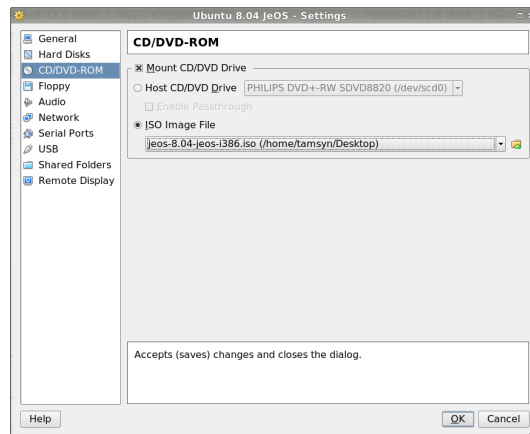 Ubuntu 8.04 JeOS - Settings
General
Hard Disks
CD/DVD-ROM
Floppy
Audio
Network
Serial Ports
USB
Shared Folders
Remote Display
CD/DVD-ROM
Mount CD/DVD Drive
Host CD/DVD Drive PHILIPS DVD+-RW SDVD8820 (/dev/scd0)
Enable Passthrough
ISO Image File
jeos-8.04-jeos-i386.iso (/home/tamsyn/Desktop)
Accepts (saves) changes and closes the dialog.
Help OK Cancel